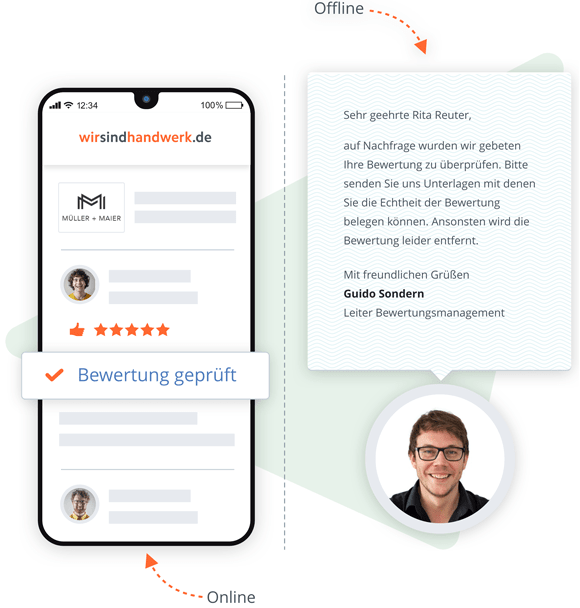 Offline
12:34
100%
wirsindhandwerk.de
MÜLLER + MAIER
Bewertung geprüft
Sehr geehrte Rita Reuter,
auf Nachfrage wurden wir gebeten
Ihre Bewertung zu überprüfen. Bitte
senden Sie uns Unterlagen mit denen
Sie die Echtheit der Bewertung
belegen können. Ansonsten wird die
Bewertung leider entfernt.
Mit freundlichen Grüßen
Guido Sondern
Leiter Bewertungsmanagement
Online